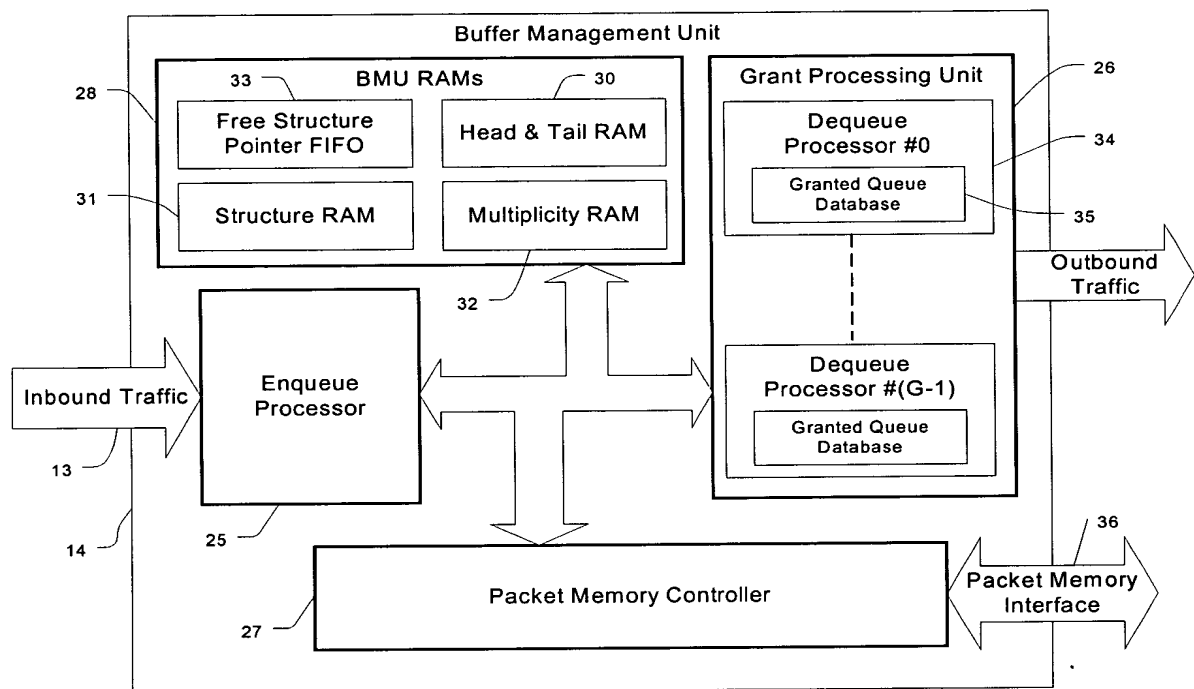 Buffer Management Unit
BMU RAMs
28
33
Free Structure
Pointer FIFO
30
Head & Tail RAM
31
Structure RAM
Multiplicity RAM
32
Grant Processing Unit
26
Dequeue
Processor #0
34
Granted Queue
Database
35
Outbound
Traffic
Dequeue
Processor #(G-1)
Granted Queue
Database
Inbound Traffic
13
Enqueue
Processor
25
14
Packet Memory Controller
27
36
Packet Memory
Interface